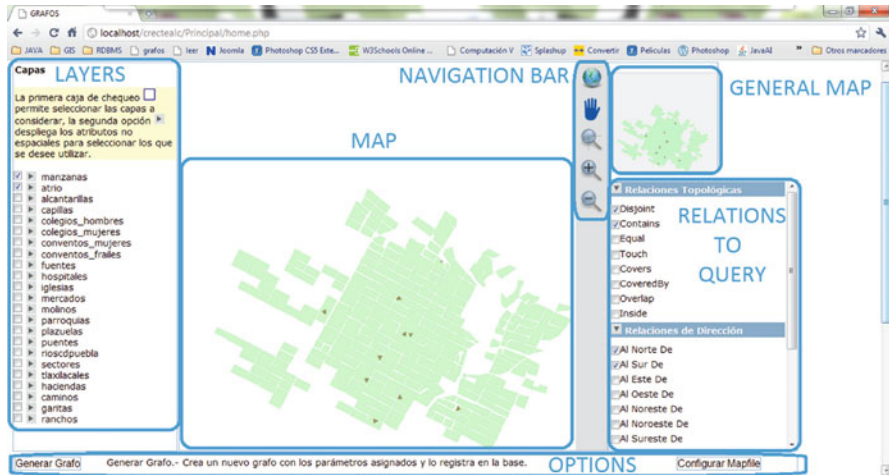 GRAFOS
localhost/crectealc/Principal/home.php
JAVA GIS RDBMS grafos leer Joomla Photoshop CS5 Exte... W3Schools Online ... Computación V Splashup Convertir Peliculas Photoshop JavaAI » Otros marcadores
Capas LAYERS
La primera caja de chequeo
permite seleccionar las capas a
considerar, la segunda opción
despliega los atributos no
espaciales para seleccionar los que
se desee utilizar.
manzanas
atrio
alcantarillas
capillas
colegios_hombres
colegios_mujeres
conventos_mujeres
conventos_frailes
fuentes
hospitales
iglesias
mercados
molinos
parroquias
plazuelas
puentes
rioscdpuebla
sectores
tlaxilacales
haciendas
caminos
garitas
ranchos
MAP
NAVIGATION BAR
GENERAL MAP
Relaciones Topológicas
Disjoint
Contains
Equal
Touch
Covers
CoveredBy
Overlap
Inside
RELATIONS
TO
QUERY
Relaciones de Dirección
Al Norte De
Al Sur De
Al Este De
Al Oeste De
Al Noreste De
Al Noroeste De
Al Sureste De
Generar Grafo Generar Grafo.- Crea un nuevo grafo con los parámetros asignados y lo registra en la base. OPTIONS Configurar Mapfile